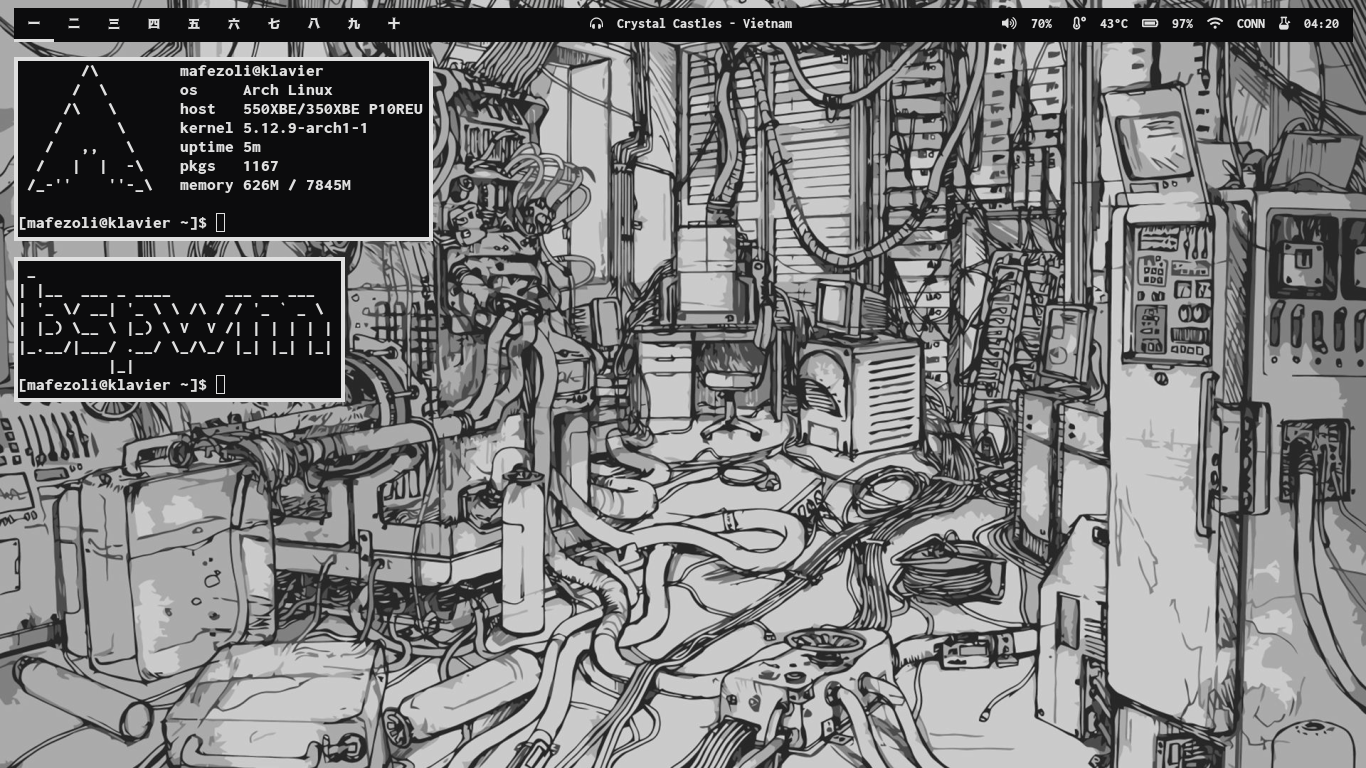 一 二 三 四 五 六 七 八 九 十 Crystal Castles - Vietnam 70% 43°C 97% CONN 04:20
mafezoli@klavier
os Arch Linux
host 550XBE/350XBE P10REU
kernel 5.12.9-arch1-1
uptime 5m
pkgs 1167
memory 626M / 7845M
[mafezoli@klavier ~]$
bspwm
[mafezoli@klavier ~]$